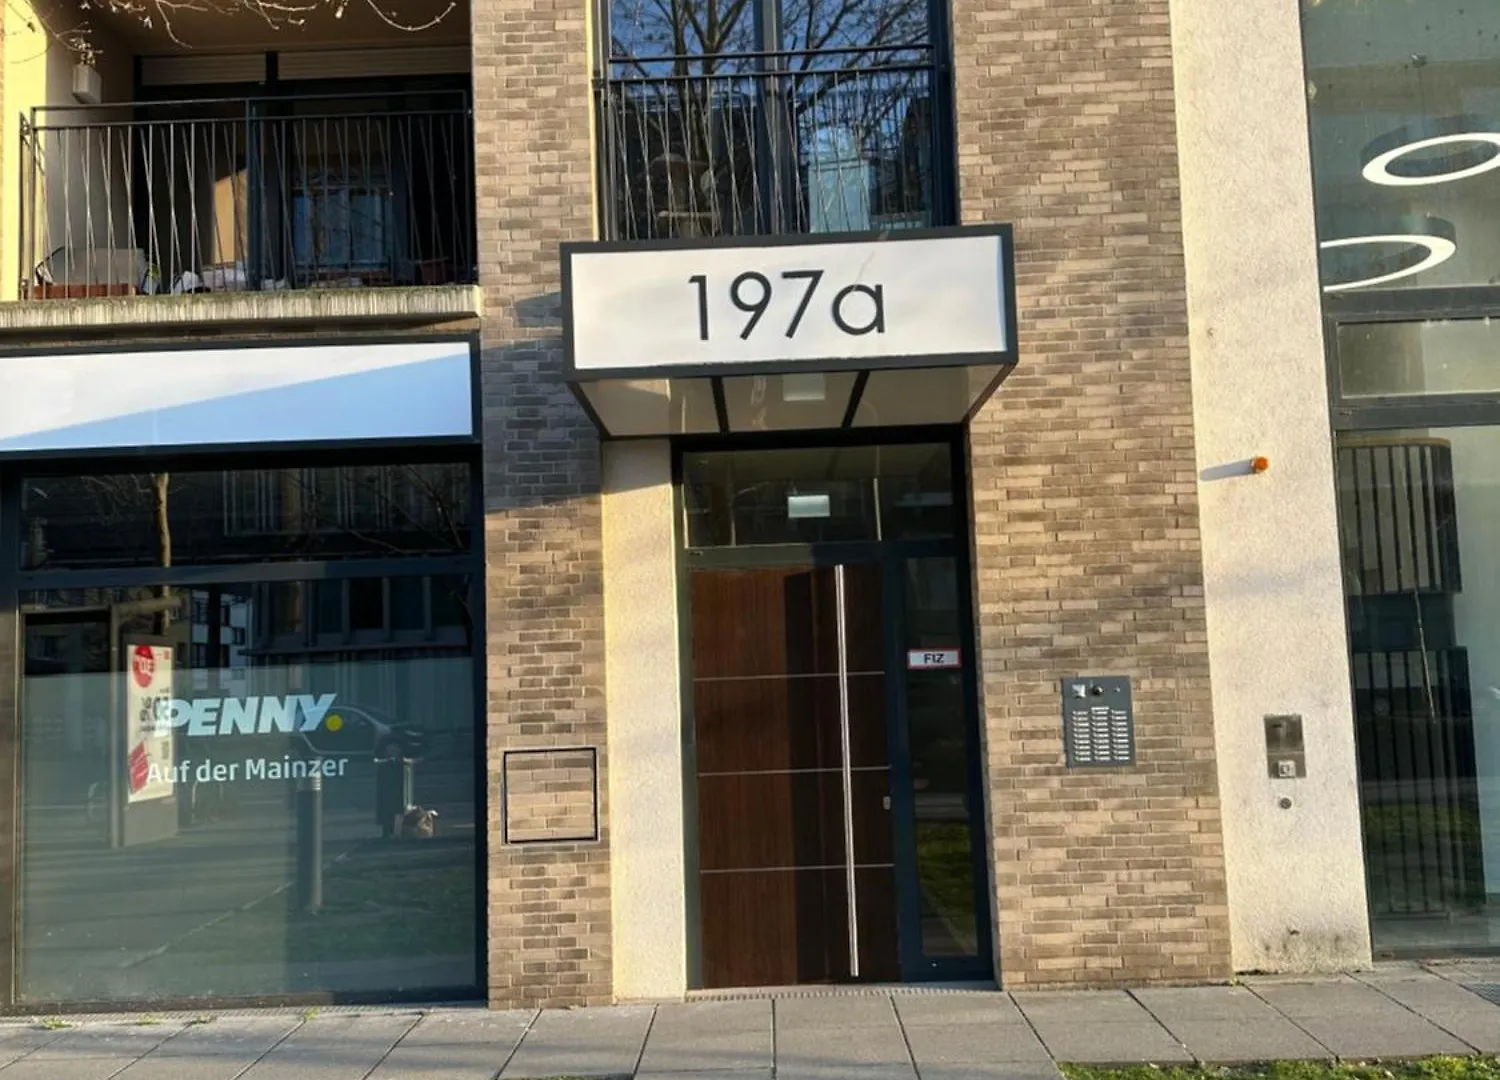 197a
PENNY.
Auf der Mainzer
FIZ